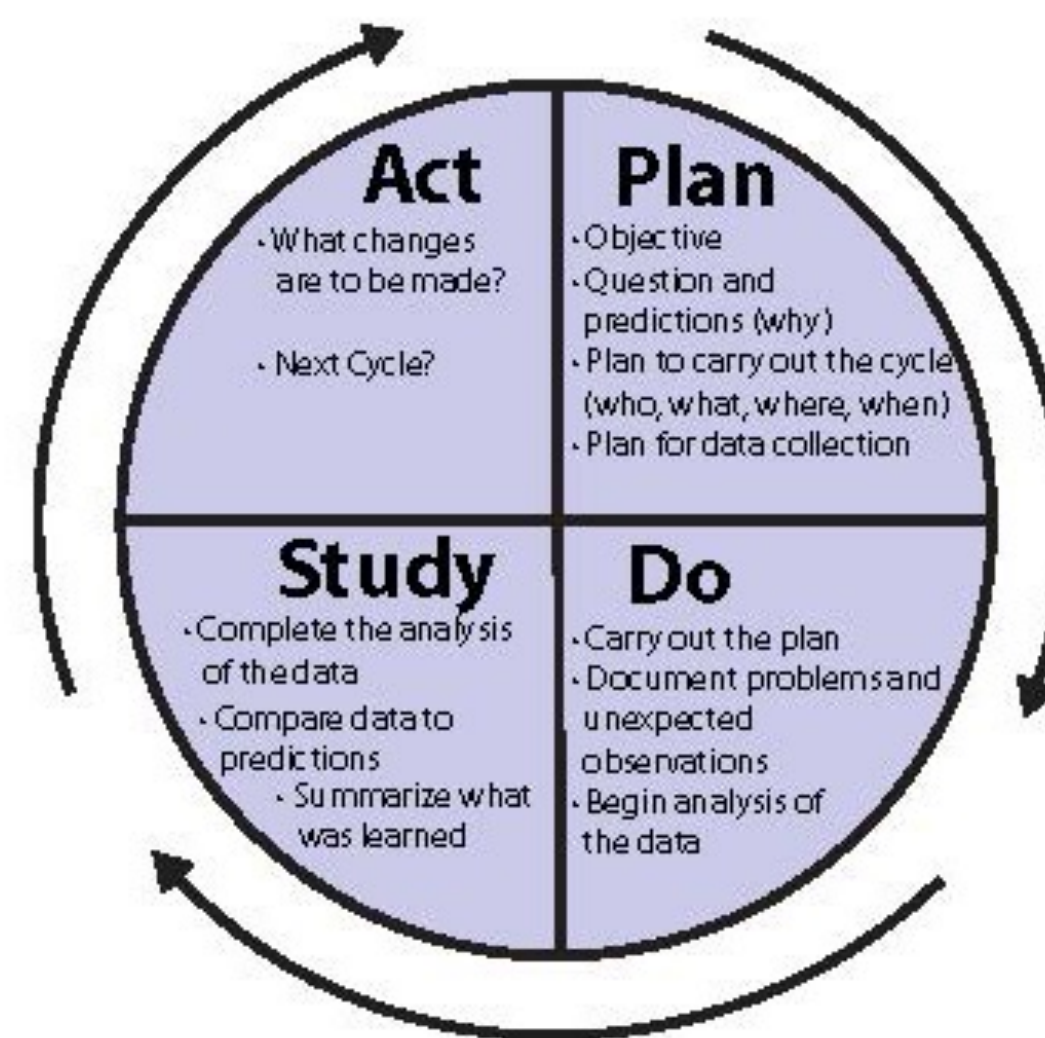 Act
· What changes
are to be made?
· Next Cycle?
Plan
· Objective
· Question and
predictions (why)
· Plan to carry out the cycle
(who, what, where, when)
· Plan for data collection
Study
· Complete the analysis
of the data
· Compare data to
predictions
· Summarize what
was learned
Do
· Carry out the plan
· Document problems and
unexpected
observations
· Begin analysis of
the data